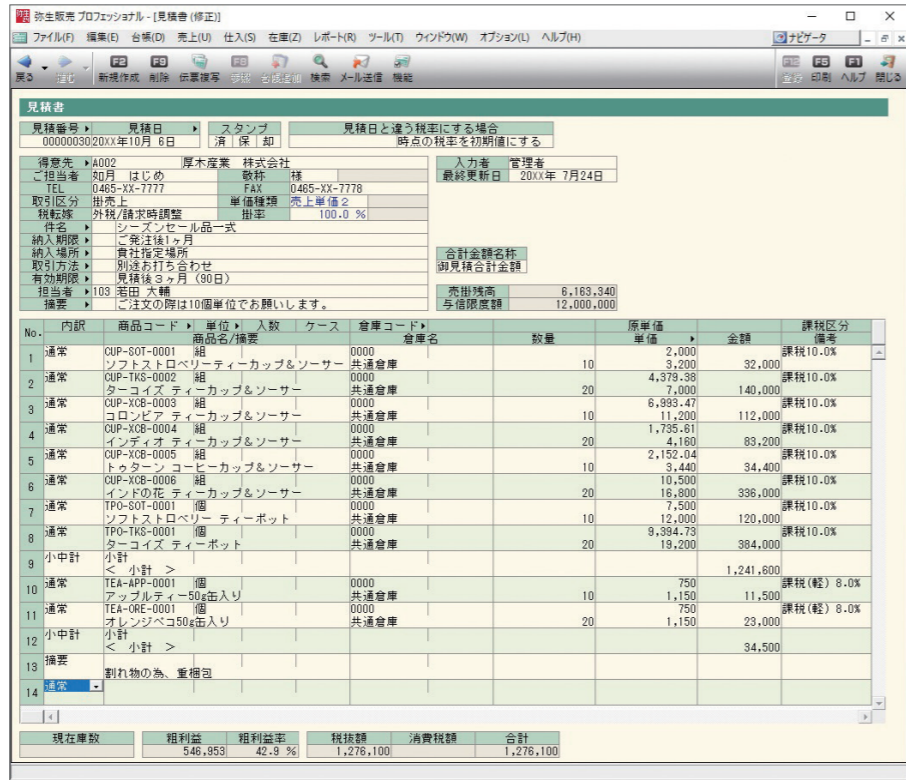 弥生販売 プロフェッショナル - [見積書 (修正)]
ファイル(F) 編集(E) 台帳(D) 売上(U) 仕入(S) 在庫(Z) レポート(R) ツール(T) ウィンドウ(W) オプション(L) ヘルプ(H) ナビゲータ
F2 F9 F8 F12 F5 F1
戻る 進む 新規作成 削除 伝票複写 検索 メール送信 機能 登録 印刷 ヘルプ 閉じる
見積書
見積番号 見積日 スタンプ 見積日と違う税率にする場合
00000030 20XX年10月 6日 済 保 却 時点の税率を初期値にする
得意先 A002 厚木産業 株式会社 入力者 管理者
ご担当者 如月 はじめ 敬称 様 最終更新日 20XX年 7月24日
TEL 0465-XX-7777 FAX 0465-XX-7778
取引区分 掛売上 単価種類 売上単価2
税転嫁 外税/請求時調整 掛率 100.0 %
件名 シーズンセール品一式
納入期限 ご発注後1ヶ月
納入場所 貴社指定場所 合計金額名称
取引方法 別途お打ち合わせ 御見積合計金額
有効期限 見積後3ヶ月(90日)
担当者 103 若田 大輔 売掛残高 6,163,340
摘要 ご注文の際は10個単位でお願いします。 与信限度額 12,000,000
No. 内訳 商品コード 単位 入数 ケース 倉庫コード 原単価 課税区分
商品名/摘要 倉庫名 数量 単価 金額 備考
1 通常 CUP-SOT-0001 組 0000 2,000 課税10.0%
ソフトストロベリーティーカップ&ソーサー 共通倉庫 10 3,200 32,000
2 通常 CUP-TKS-0002 組 0000 4,379.38 課税10.0%
ターコイズ ティーカップ&ソーサー 共通倉庫 20 7,000 140,000
3 通常 CUP-XCB-0003 組 0000 6,993.47 課税10.0%
コロンビア ティーカップ&ソーサー 共通倉庫 10 11,200 112,000
4 通常 CUP-XCB-0004 組 0000 1,735.61 課税10.0%
インディオ ティーカップ&ソーサー 共通倉庫 20 4,160 83,200
5 通常 CUP-XCB-0005 組 0000 2,152.04 課税10.0%
トゥターン コーヒーカップ&ソーサー 共通倉庫 10 3,440 34,400
6 通常 CUP-XCB-0006 組 0000 10,500 課税10.0%
インドの花 ティーカップ&ソーサー 共通倉庫 20 16,800 336,000
7 通常 TPO-SOT-0001 個 0000 7,500 課税10.0%
ソフトストロベリー ティーポット 共通倉庫 10 12,000 120,000
8 通常 TPO-TKS-0001 個 0000 9,394.73 課税10.0%
ターコイズ ティーポット 共通倉庫 20 19,200 384,000
9 小中計 小計
< 小計 > 1,241,600
10 通常 TEA-APP-0001 個 0000 750 課税(軽) 8.0%
アップルティー50g缶入り 共通倉庫 10 1,150 11,500
11 通常 TEA-ORE-0001 個 0000 750 課税(軽) 8.0%
オレンジペコ50g缶入り 共通倉庫 20 1,150 23,000
12 小中計 小計
< 小計 > 34,500
13 摘要
割れ物の為、重梱包
14 通常
現在庫数 粗利益 粗利益率 税抜額 消費税額 合計
546,953 42.9 % 1,276,100 1,276,100